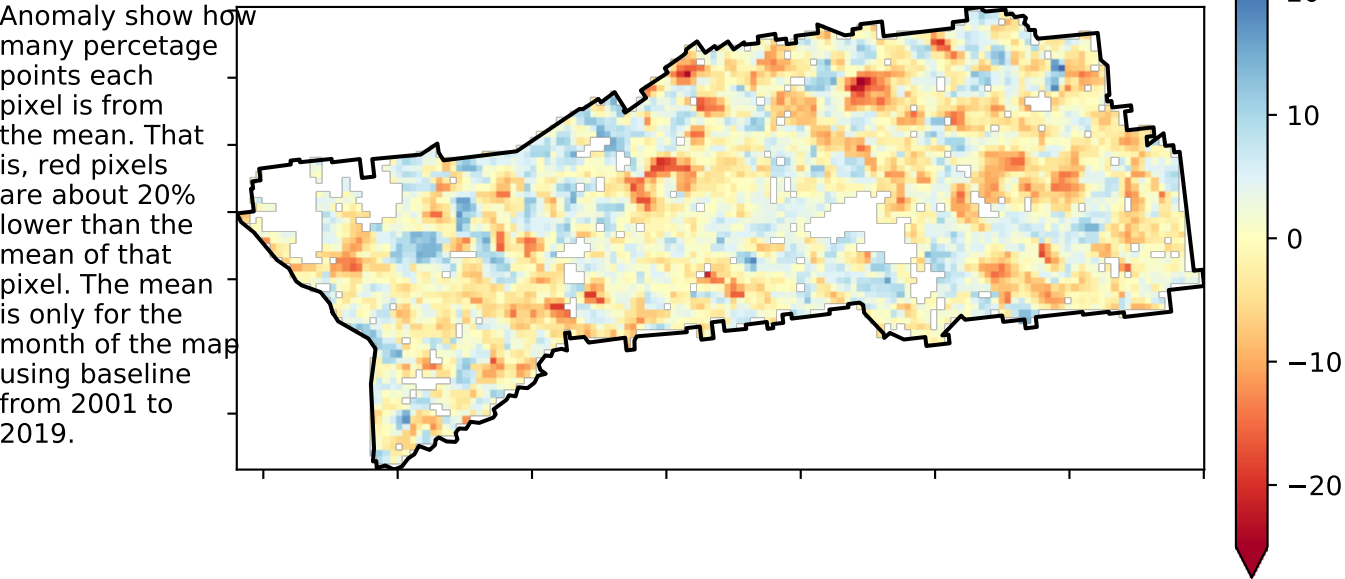 Anomaly show how
many percetage
points each
pixel is from
the mean. That
is, red pixels
are about 20%
lower than the
mean of that
pixel. The mean
is only for the
month of the map
using baseline
from 2001 to
2019.
10
0
−10
−20